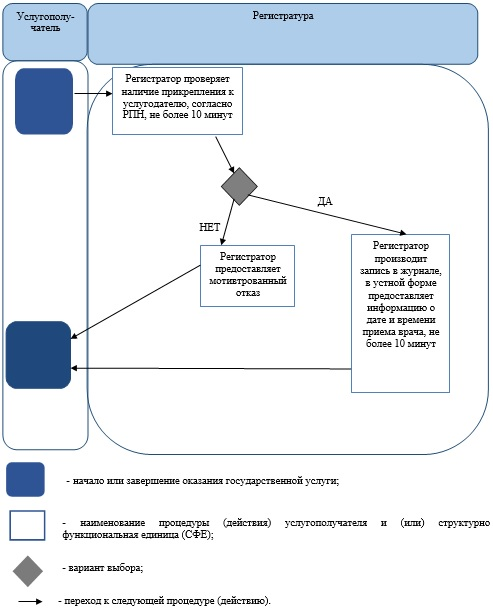 Услугополу-
чатель
Регистратура
Регистратор проверяет
наличие прикрепления к
услугодателю, согласно
РПН, не более 10 минут
ДА
НЕТ
Регистратор
предоставляет
мотивтрованный
отказ
Регистратор
производит
запись в журнале,
в устной форме
предоставляет
информацию о
дате и времени
приема врача, не
более 10 минут
- начало или завершение оказания государственной услуги;
- наименование процедуры (действия) услугополучателя и (или) структурно
функциональная единица (СФЕ);
- вариант выбора;
- переход к следующей процедуре (действию).